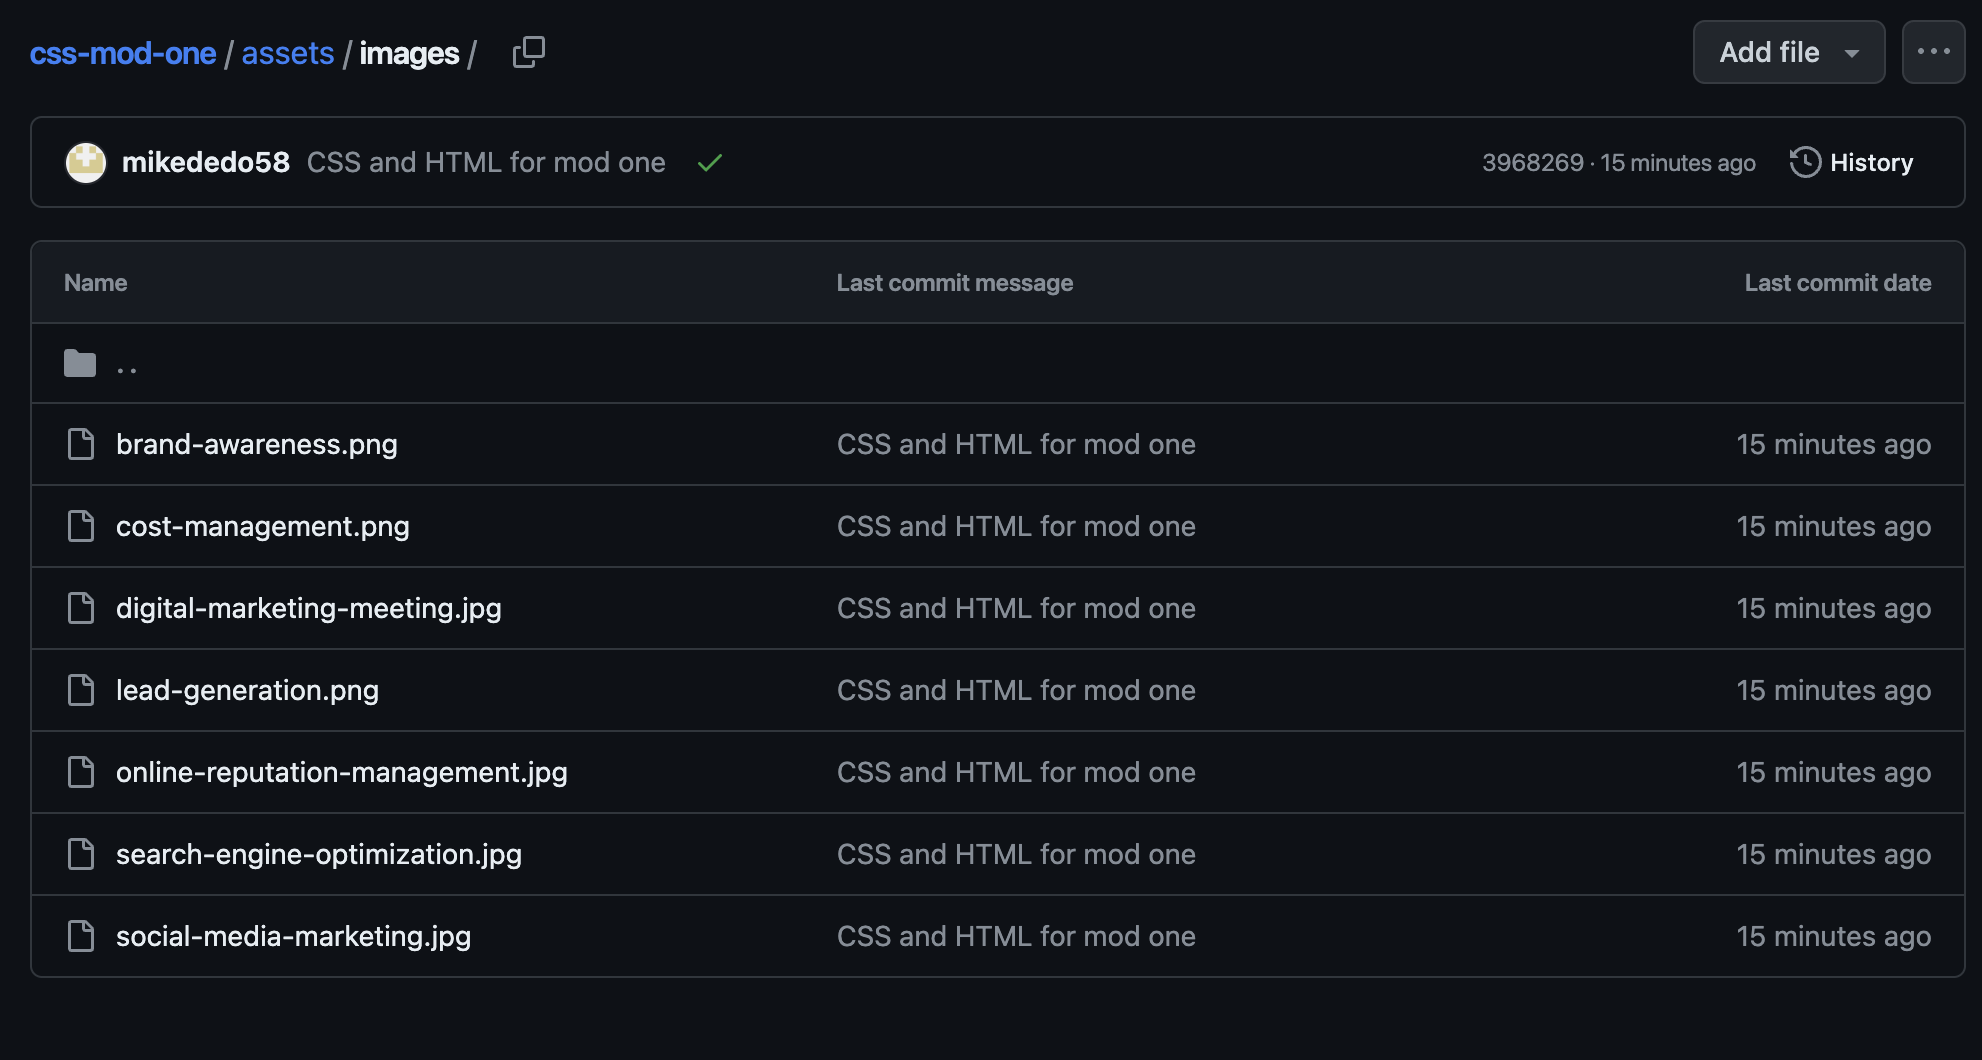 css-mod-one / assets / images /
Add file
mikededo58 CSS and HTML for mod one
3968269 · 15 minutes ago
History
Name Last commit message Last commit date
..
brand-awareness.png CSS and HTML for mod one 15 minutes ago
cost-management.png CSS and HTML for mod one 15 minutes ago
digital-marketing-meeting.jpg CSS and HTML for mod one 15 minutes ago
lead-generation.png CSS and HTML for mod one 15 minutes ago
online-reputation-management.jpg CSS and HTML for mod one 15 minutes ago
search-engine-optimization.jpg CSS and HTML for mod one 15 minutes ago
social-media-marketing.jpg CSS and HTML for mod one 15 minutes ago